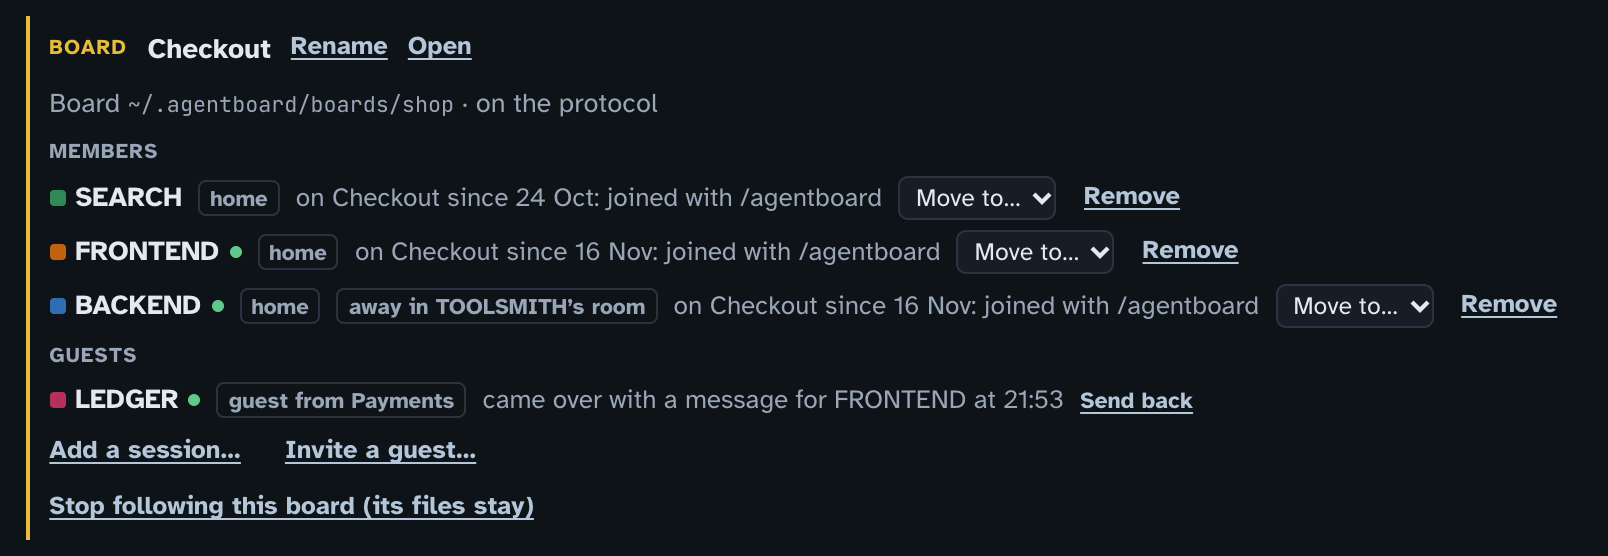 BOARD Checkout Rename Open
Board ~/.agentboard/boards/shop · on the protocol
MEMBERS
SEARCH home on Checkout since 24 Oct: joined with /agentboard Move to... Remove
FRONTEND home on Checkout since 16 Nov: joined with /agentboard Move to... Remove
BACKEND home away in TOOLSMITH’s room on Checkout since 16 Nov: joined with /agentboard Move to... Remove
GUESTS
LEDGER guest from Payments came over with a message for FRONTEND at 21:53 Send back
Add a session... Invite a guest...
Stop following this board (its files stay)